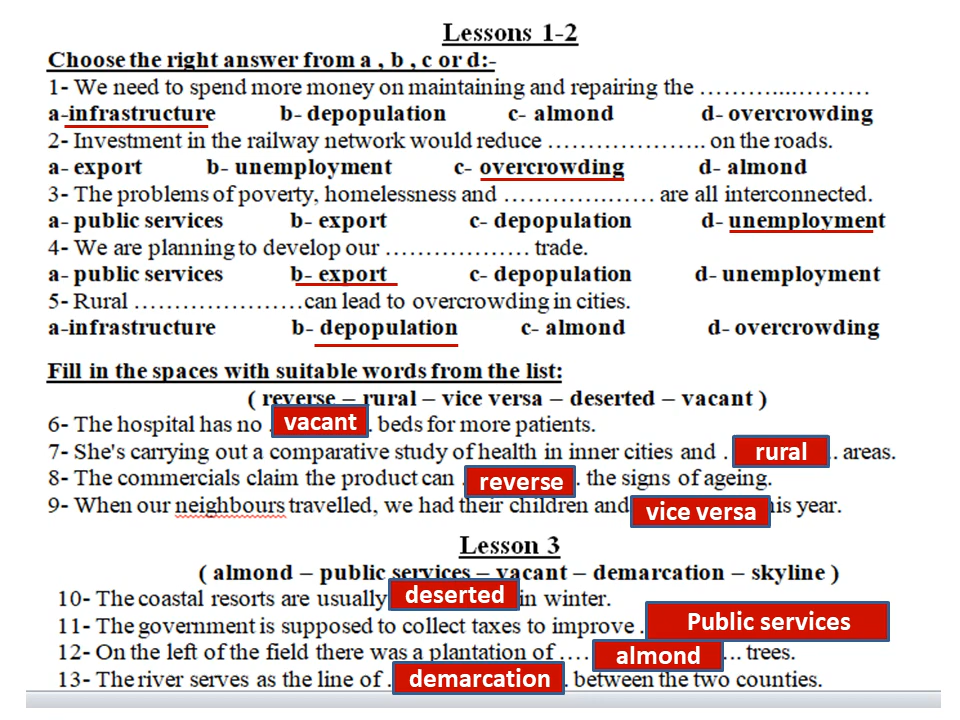 Lessons 1-2
Choose the right answer from a , b , c or d:-
1- We need to spend more money on maintaining and repairing the ………...………
a-infrastructure b- depopulation c- almond d- overcrowding
2- Investment in the railway network would reduce ……………….. on the roads.
a- export b- unemployment c- overcrowding d- almond
3- The problems of poverty, homelessness and ………….…… are all interconnected.
a- public services b- export c- depopulation d- unemployment
4- We are planning to develop our ……………… trade.
a- public services b- export c- depopulation d- unemployment
5- Rural ………………can lead to overcrowding in cities.
a-infrastructure b- depopulation c- almond d- overcrowding
Fill in the spaces with suitable words from the list:
( reverse – rural – vice versa – deserted – vacant )
6- The hospital has no . vacant . beds for more patients.
7- She's carrying out a comparative study of health in inner cities and . rural .. areas.
8- The commercials claim the product can . reverse . the signs of ageing.
9- When our neighbours travelled, we had their children and vice versa his year.
Lesson 3
( almond – public services – vacant – demarcation – skyline )
10- The coastal resorts are usually deserted in winter.
11- The government is supposed to collect taxes to improve . Public services
12- On the left of the field there was a plantation of …. almond ... trees.
13- The river serves as the line of . demarcation . between the two counties.